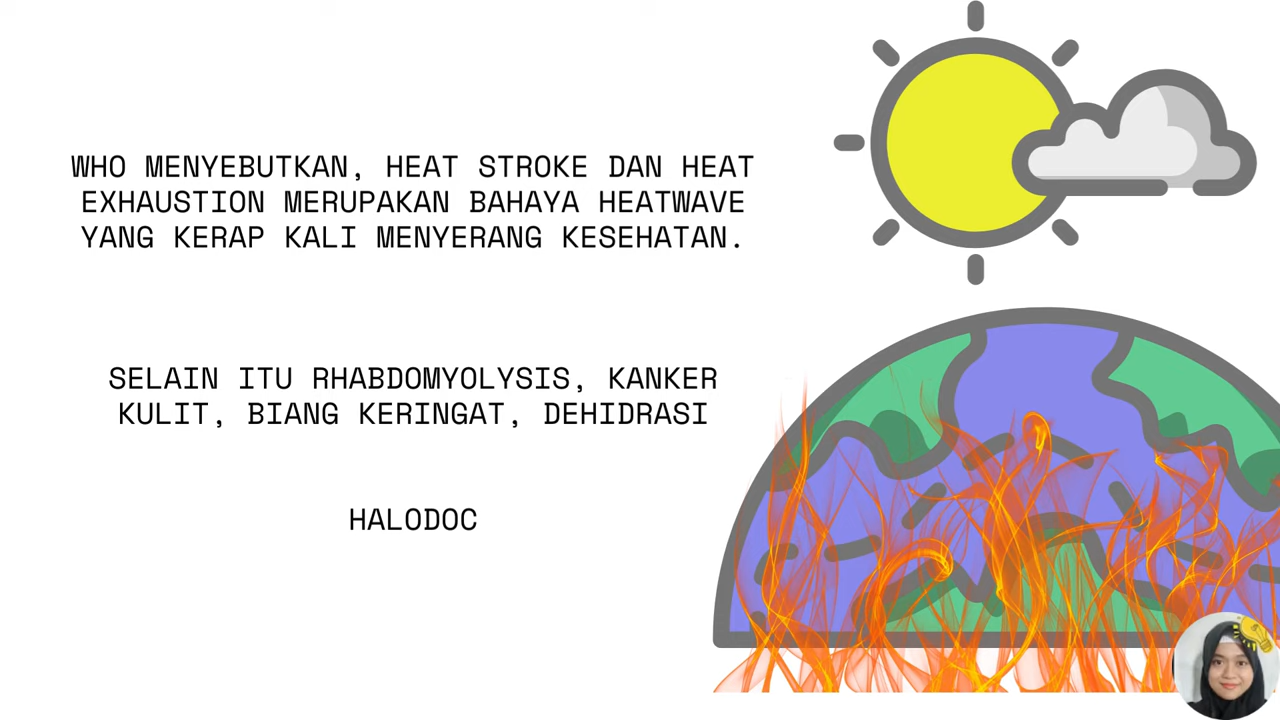 WHO MENYEBUTKAN, HEAT STROKE DAN HEAT
EXHAUSTION MERUPAKAN BAHAYA HEATWAVE
YANG KERAP KALI MENYERANG KESEHATAN.
SELAIN ITU RHABDOMYOLYSIS, KANKER
KULIT, BIANG KERINGAT, DEHIDRASI
HALODOC